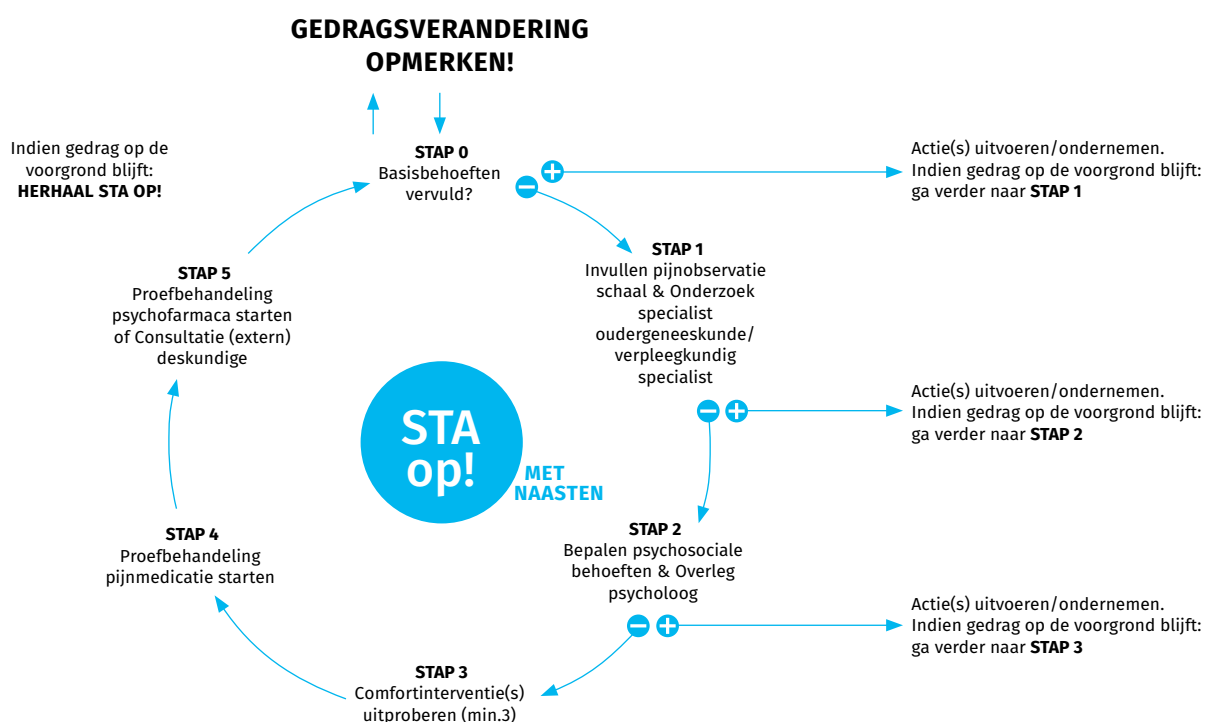 GEDRAGSVERANDERING
OPMERKEN!
Indien gedrag op de
voorgrond blijft:
HERHAAL STA OP!
STAP 0
Basisbehoeften
vervuld?
Actie(s) uitvoeren/ondernemen.
Indien gedrag op de voorgrond blijft:
ga verder naar STAP 1
STAP 1
Invullen pijnobservatie
schaal & Onderzoek
specialist
oudergeneeskunde/
verpleegkundig
specialist
Actie(s) uitvoeren/ondernemen.
Indien gedrag op de voorgrond blijft:
ga verder naar STAP 2
STAP 2
Bepalen psychosociale
behoeften & Overleg
psycholoog
Actie(s) uitvoeren/ondernemen.
Indien gedrag op de voorgrond blijft:
ga verder naar STAP 3
STAP 3
Comfortinterventie(s)
uitproberen (min.3)
STAP 4
Proefbehandeling
pijnmedicatie starten
STAP 5
Proefbehandeling
psychofarmaca starten
of Consultatie (extern)
deskundige
STA
op!
MET
NAASTEN